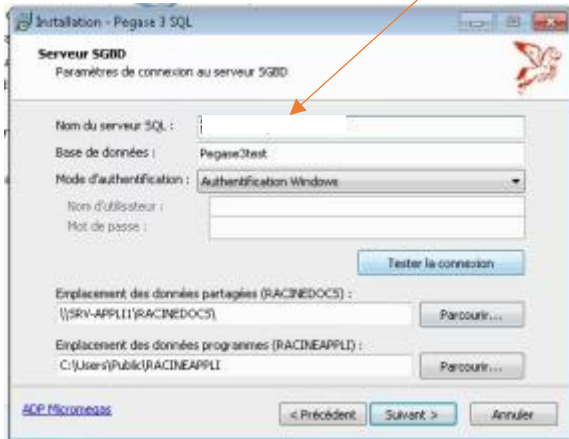 Installation - Pegase 3 SQL
Serveur SGBD
Paramètres de connexion au serveur SGBD
Nom du serveur SQL :
Base de données : Pegase3test
Mode d'authentification : Authentification Windows
Nom d'utilisateur :
Mot de passe :
Tester la connexion
Emplacement des données partagées (RACINEDOCS) :
\\SRV-APPLI1\RACINEDOCS\ Parcourir...
Emplacement des données programmes (RACINEAPPLI) :
C:\Users\Public\RACINEAPPLI Parcourir...
ADP Micromegas < Précédent Suivant > Annuler